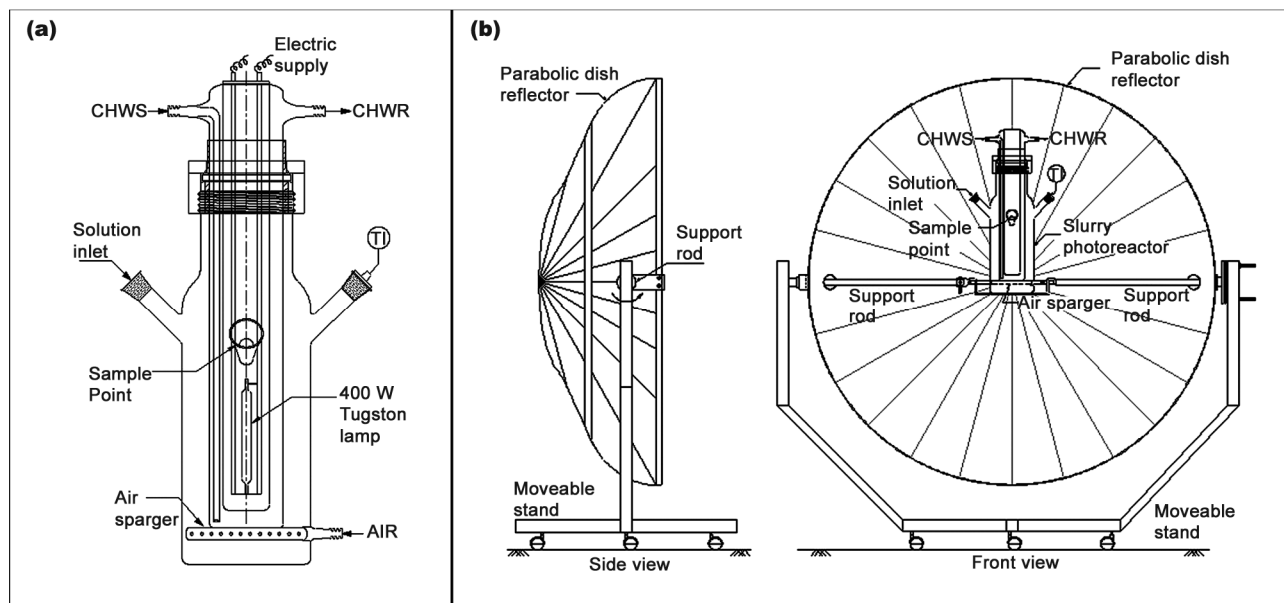 (a)
Electric
supply
CHWS
CHWR
Solution
inlet
TI
Sample
Point
400 W
Tugston
lamp
Air
sparger
AIR
(b)
Parabolic dish
reflector
Support
rod
Moveable
stand
Side view
Parabolic dish
reflector
CHWS
CHWR
TI
Solution
inlet
Sample
point
Slurry
photoreactor
Support
rod
Air sparger
Support
rod
Moveable
stand
Front view